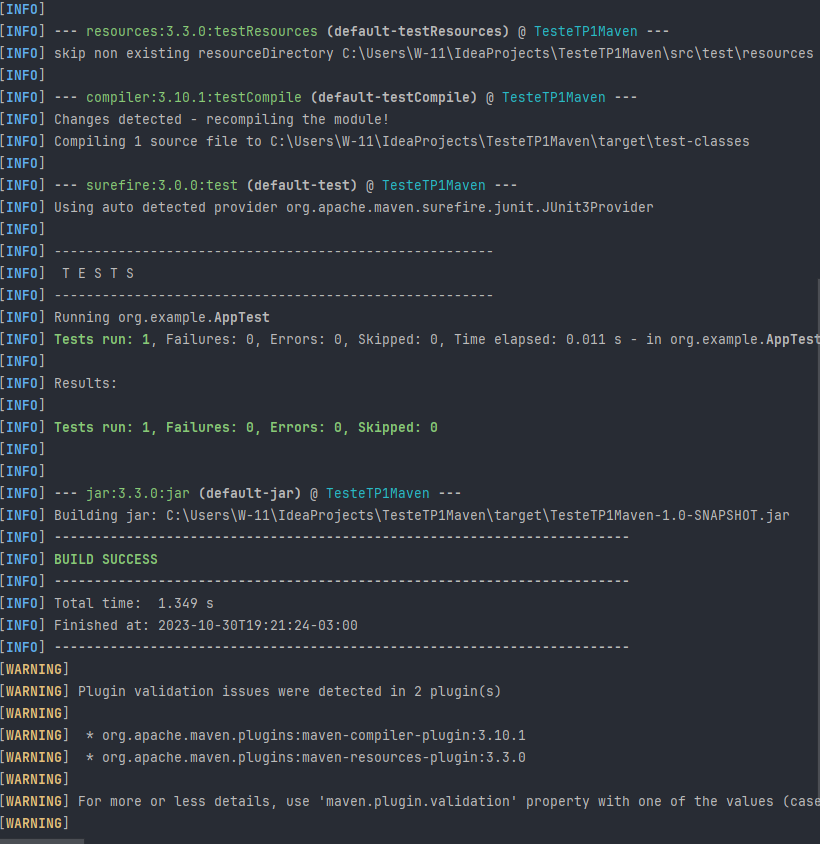 [INFO]
[INFO] --- resources:3.3.0:testResources (default-testResources) @ TesteTP1Maven ---
[INFO] skip non existing resourceDirectory C:\Users\W-11\IdeaProjects\TesteTP1Maven\src\test\resources
[INFO]
[INFO] --- compiler:3.10.1:testCompile (default-testCompile) @ TesteTP1Maven ---
[INFO] Changes detected - recompiling the module!
[INFO] Compiling 1 source file to C:\Users\W-11\IdeaProjects\TesteTP1Maven\target\test-classes
[INFO]
[INFO] --- surefire:3.0.0:test (default-test) @ TesteTP1Maven ---
[INFO] Using auto detected provider org.apache.maven.surefire.junit.JUnit3Provider
[INFO]
[INFO] -------------------------------------------------------
[INFO]  T E S T S
[INFO] -------------------------------------------------------
[INFO] Running org.example.AppTest
[INFO] Tests run: 1, Failures: 0, Errors: 0, Skipped: 0, Time elapsed: 0.011 s - in org.example.AppTest
[INFO]
[INFO] Results:
[INFO]
[INFO] Tests run: 1, Failures: 0, Errors: 0, Skipped: 0
[INFO]
[INFO]
[INFO] --- jar:3.3.0:jar (default-jar) @ TesteTP1Maven ---
[INFO] Building jar: C:\Users\W-11\IdeaProjects\TesteTP1Maven\target\TesteTP1Maven-1.0-SNAPSHOT.jar
[INFO] ------------------------------------------------------------------------
[INFO] BUILD SUCCESS
[INFO] ------------------------------------------------------------------------
[INFO] Total time:  1.349 s
[INFO] Finished at: 2023-10-30T19:21:24-03:00
[INFO] ------------------------------------------------------------------------
[WARNING]
[WARNING] Plugin validation issues were detected in 2 plugin(s)
[WARNING]
[WARNING]  * org.apache.maven.plugins:maven-compiler-plugin:3.10.1
[WARNING]  * org.apache.maven.plugins:maven-resources-plugin:3.3.0
[WARNING]
[WARNING] For more or less details, use 'maven.plugin.validation' property with one of the values (case
[WARNING]